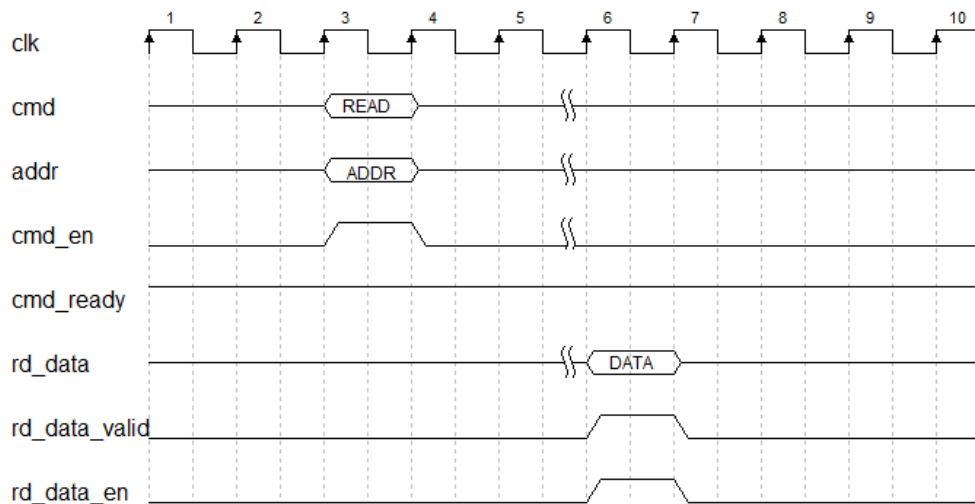 1 2 3 4 5 6 7 8 9 10
clk
cmd READ
addr ADDR
cmd_en
cmd_ready
rd_data DATA
rd_data_valid
rd_data_en